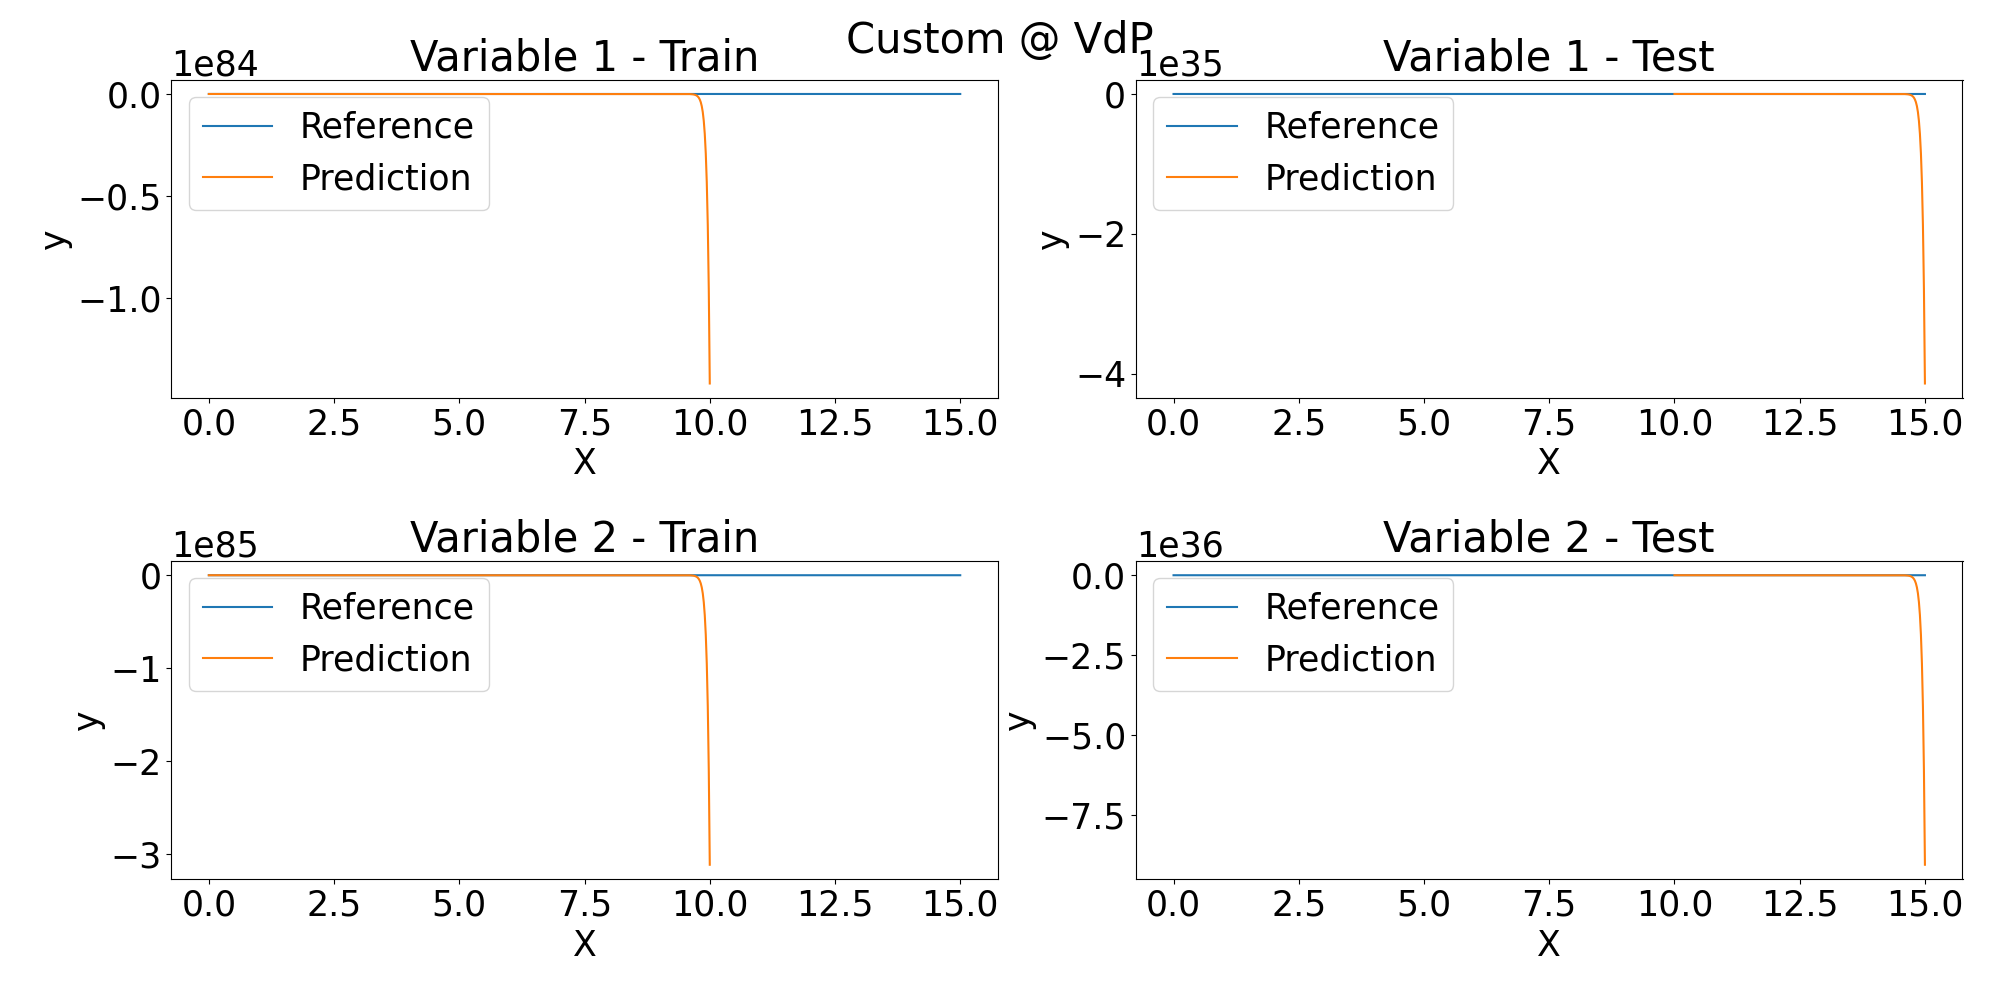 Custom @ VdP
Variable 1 - Train
1e84
0.0
−0.5
−1.0
y
Reference
Prediction
0.0 2.5 5.0 7.5 10.0 12.5 15.0
X
Variable 1 - Test
1e35
0
−2
−4
y
Reference
Prediction
0.0 2.5 5.0 7.5 10.0 12.5 15.0
X
Variable 2 - Train
1e85
0
−1
−2
−3
y
Reference
Prediction
0.0 2.5 5.0 7.5 10.0 12.5 15.0
X
Variable 2 - Test
1e36
0.0
−2.5
−5.0
−7.5
y
Reference
Prediction
0.0 2.5 5.0 7.5 10.0 12.5 15.0
X